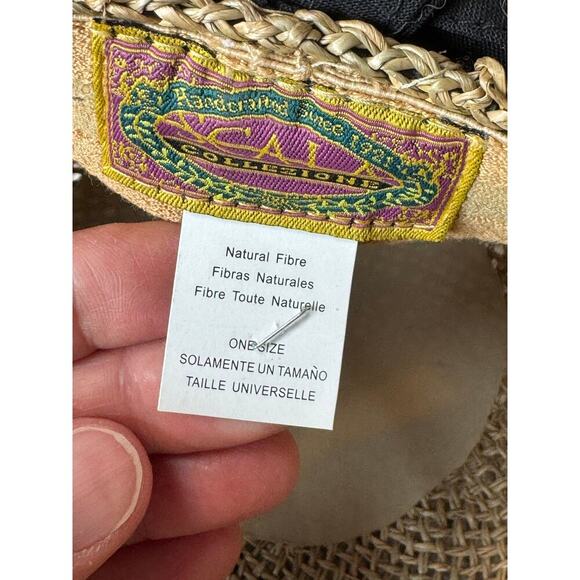 Handcrafted Since
SCALA
COLLEZIONE
Natural Fibre
Fibras Naturales
Fibre Toute Naturelle
ONE SIZE
SOLAMENTE UN TAMAÑO
TAILLE UNIVERSELLE